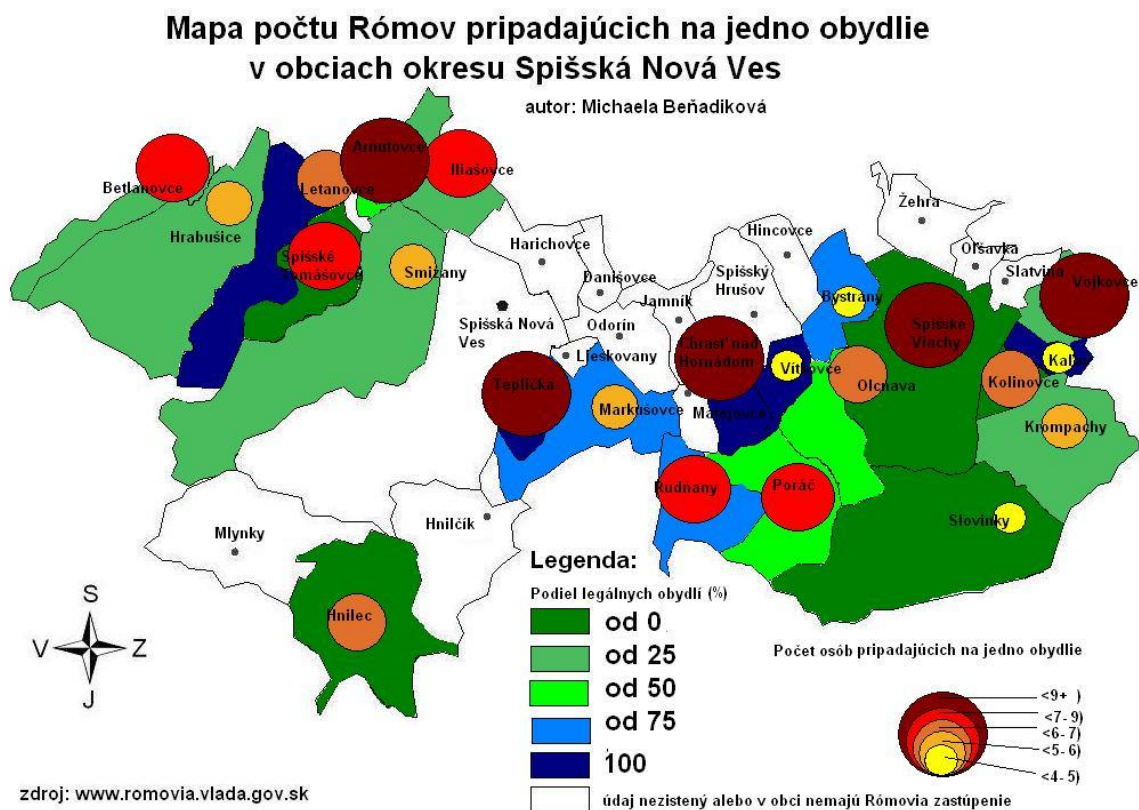 Mapa počtu Rómov pripadajúcich na jedno obydlie
v obciach okresu Spišská Nová Ves
autor: Michaela Beňadiková
Arnutovce
Iliašovce
Betlanovce
Letanovce
Hrabušice
Spišské
Tomášovce
Smižany
Harichovce
Danišovce
Hincovce
Žehra
Oľšavka
Slatvina
Vojkovce
Spišský
Hrušov
Jamník
Bystrany
Spišská Nová
Ves
Odorín
Lieskovany
Chrasť nad
Hornádom
Vítkovce
Spišské
Vlachy
Kaľav
Kolinovce
Olcnava
Teplička
Markušovce
Matejovce
Krompachy
Rudňany
Poráč
Slovinky
Hnilčík
Mlynky
Hnilec
S
V
Z
J
Legenda:
Podiel legálnych obydlí (%)
od 0
od 25
od 50
od 75
100
údaj nezistený alebo v obci nemajú Rómovia zastúpenie
Počet osôb pripadajúcich na jedno obydlie
<9+ )
<7- 9)
<6- 7)
<5- 6)
<4- 5)
zdroj: www.romovia.vlada.gov.sk